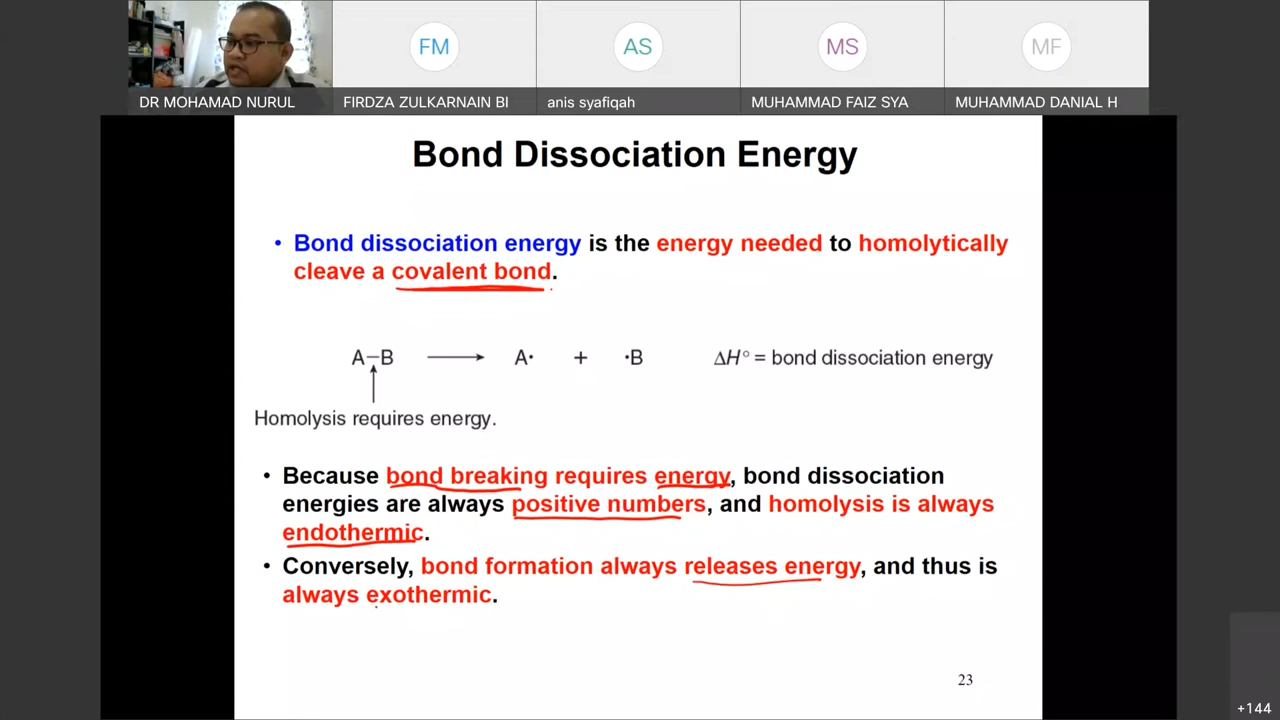 FM
AS
MS
MF
DR MOHAMAD NURUL
FIRDZA ZULKARNAIN BI
anis syafiqah
MUHAMMAD FAIZ SYA
MUHAMMAD DANIAL H
Bond Dissociation Energy
• Bond dissociation energy is the energy needed to homolytically
cleave a covalent bond.
A–B ⟶ A· + ·B ΔH° = bond dissociation energy
Homolysis requires energy.
• Because bond breaking requires energy, bond dissociation
energies are always positive numbers, and homolysis is always
endothermic.
• Conversely, bond formation always releases energy, and thus is
always exothermic.
23
+144